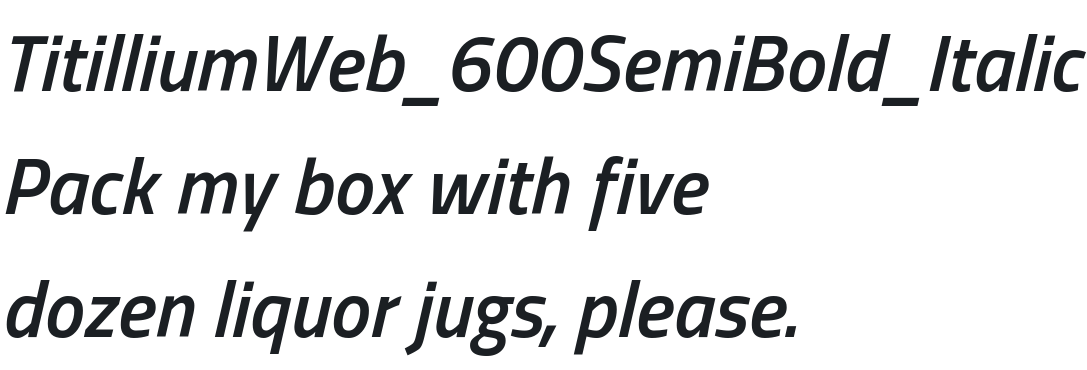 TitilliumWeb_600SemiBold_Italic
Pack my box with five
dozen liquor jugs, please.